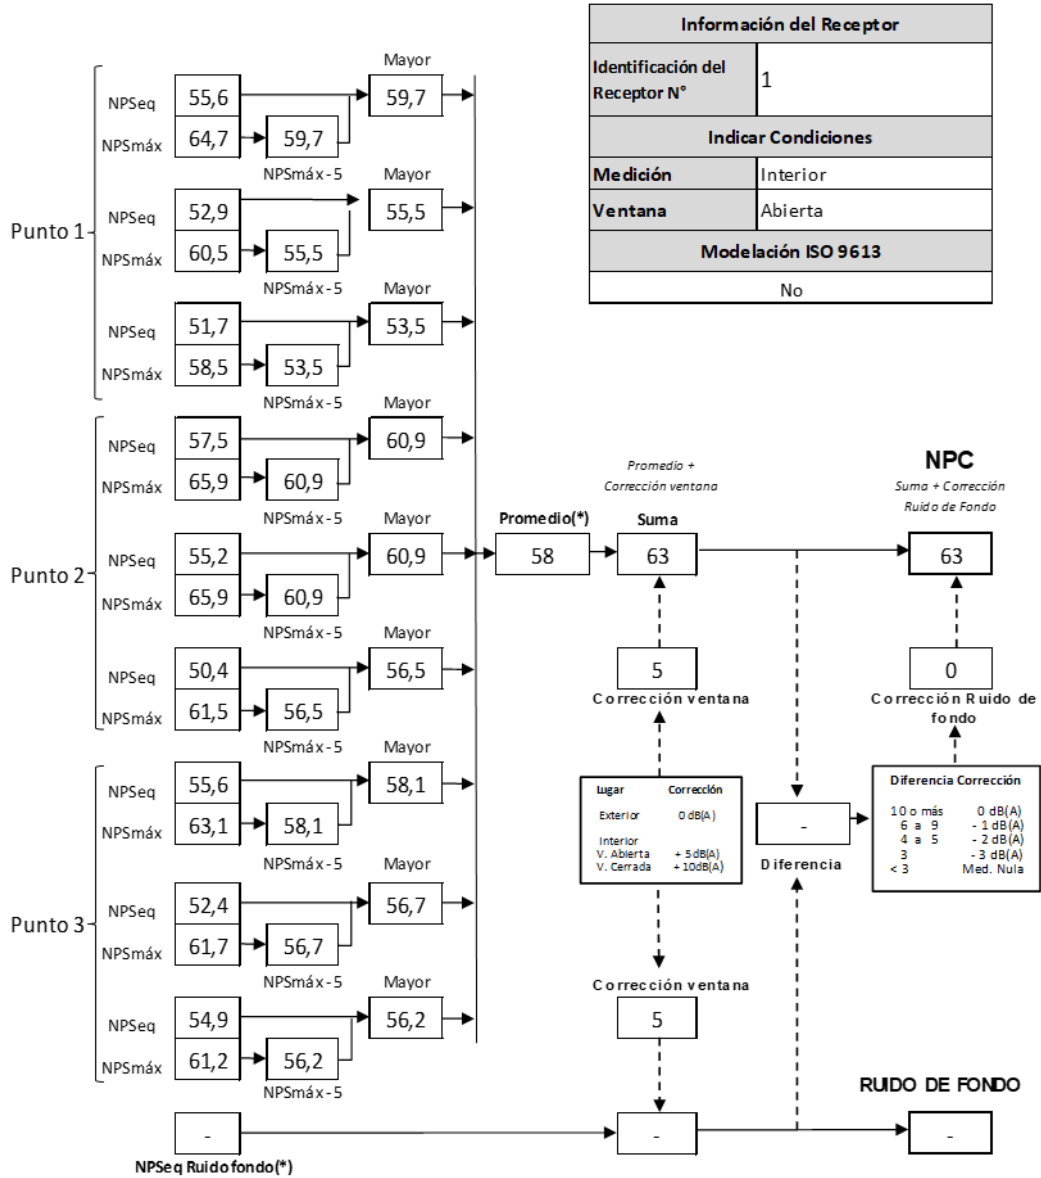 Información del Receptor
Identificación del
Receptor N°
1
Indicar Condiciones
Medición
Interior
Ventana
Abierta
Modelación ISO 9613
No
Punto 1
Mayor
NPSeq
55,6
59,7
NPSmáx
64,7
59,7
NPSmáx-5
Mayor
NPSeq
52,9
55,5
NPSmáx
60,5
55,5
NPSmáx-5
Mayor
NPSeq
51,7
53,5
NPSmáx
58,5
53,5
NPSmáx-5
Punto 2
Mayor
NPSeq
57,5
60,9
NPSmáx
65,9
60,9
NPSmáx-5
Mayor
NPSeq
55,2
60,9
NPSmáx
65,9
60,9
NPSmáx-5
Mayor
NPSeq
50,4
56,5
NPSmáx
61,5
56,5
NPSmáx-5
Punto 3
Mayor
NPSeq
55,6
58,1
NPSmáx
63,1
58,1
NPSmáx-5
Mayor
NPSeq
52,4
56,7
NPSmáx
61,7
56,7
NPSmáx-5
Mayor
NPSeq
54,9
56,2
NPSmáx
61,2
56,2
NPSmáx-5
-
NPSeq Ruido fondo(*)
Promedio(*)
58
Promedio +
Corrección ventana
Suma
63
5
Corrección ventana
Lugar Corrección
Exterior 0 dB(A)
Interior
V. Abierta + 5 dB(A)
V. Cerrada + 10dB(A)
Corrección ventana
5
-
-
Diferencia
NPC
Suma + Corrección
Ruido de Fondo
63
0
Corrección Ruido de
fondo
Diferencia Corrección
10 o más 0 dB(A)
6 a 9 - 1 dB(A)
4 a 5 - 2 dB(A)
3 - 3 dB(A)
< 3 Med. Nula
RUIDO DE FONDO
-